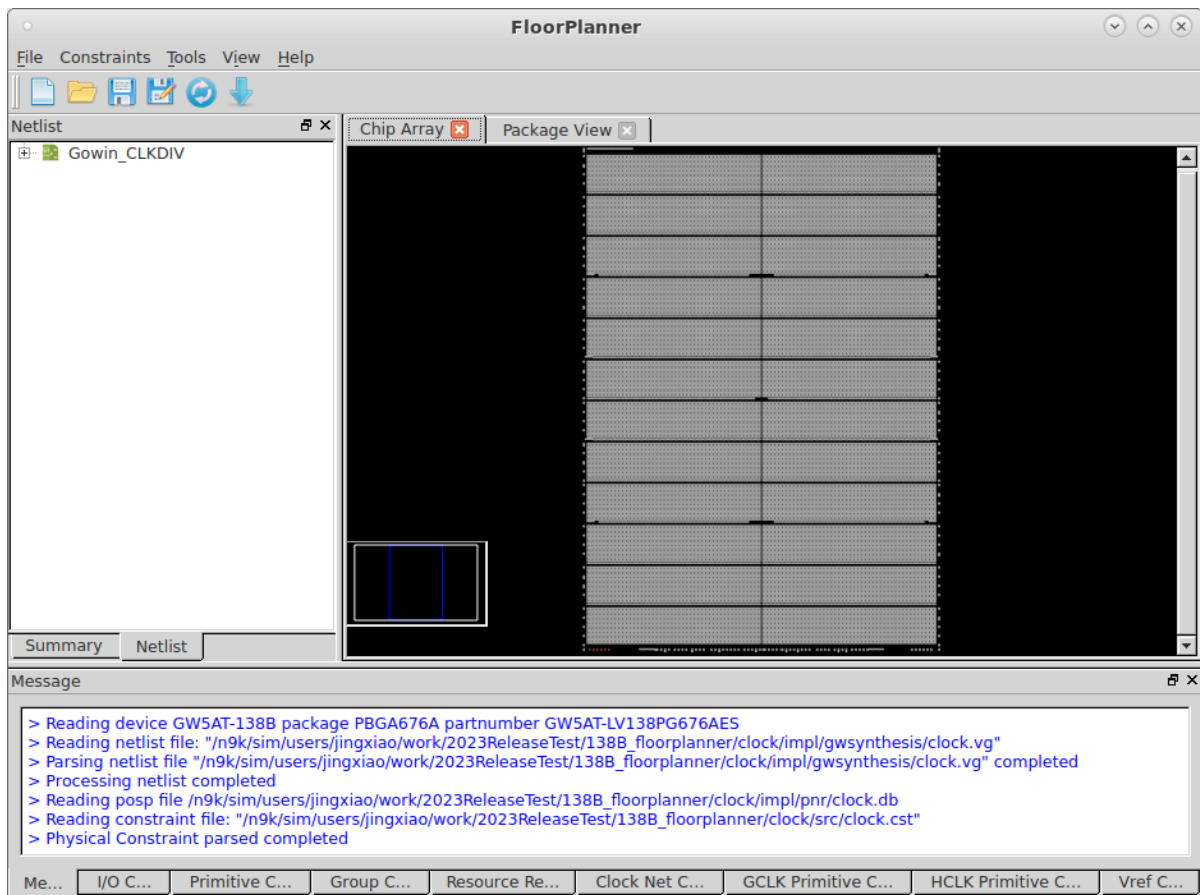 FloorPlanner
File Constraints Tools View Help
Netlist
Chip Array Package View
Gowin_CLKDIV
Summary Netlist
Message
> Reading device GW5AT-138B package PBGA676A partnumber GW5AT-LV138PG676AES
> Reading netlist file: "/n9k/sim/users/jingxiao/work/2023ReleaseTest/138B_floorplanner/clock/impl/gwsynthesis/clock.vg"
> Parsing netlist file "/n9k/sim/users/jingxiao/work/2023ReleaseTest/138B_floorplanner/clock/impl/gwsynthesis/clock.vg" completed
> Processing netlist completed
> Reading posp file /n9k/sim/users/jingxiao/work/2023ReleaseTest/138B_floorplanner/clock/impl/pnr/clock.db
> Reading constraint file: "/n9k/sim/users/jingxiao/work/2023ReleaseTest/138B_floorplanner/clock/src/clock.cst"
> Physical Constraint parsed completed
Me... I/O C... Primitive C... Group C... Resource Re... Clock Net C... GCLK Primitive C... HCLK Primitive C... Vref C...